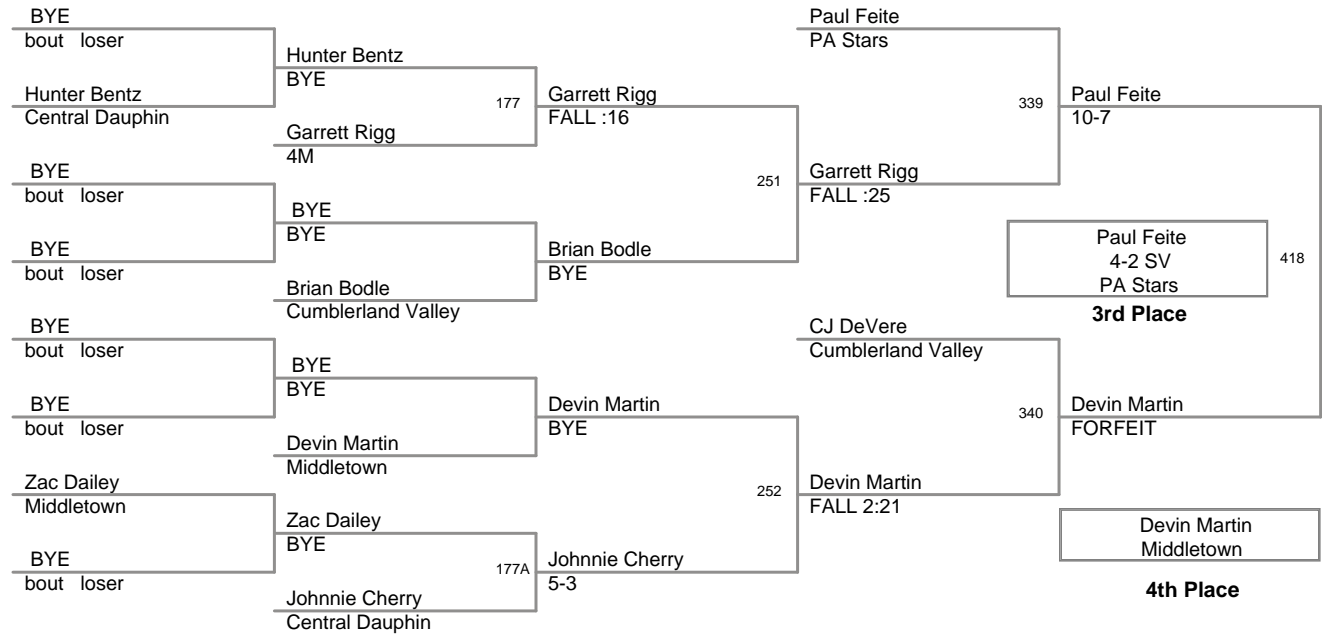 BYE
bout loser
Hunter Bentz
Central Dauphin
BYE
bout loser
BYE
bout loser
BYE
bout loser
BYE
bout loser
Zac Dailey
Middletown
BYE
bout loser
Hunter Bentz
BYE
177
Garrett Rigg
4M
BYE
BYE
Brian Bodle
Cumblerland Valley
BYE
BYE
Devin Martin
Middletown
Zac Dailey
BYE
177A
Johnnie Cherry
Central Dauphin
Garrett Rigg
FALL :16
251
Brian Bodle
BYE
Devin Martin
BYE
252
Johnnie Cherry
5-3
Paul Feite
PA Stars
339
Garrett Rigg
FALL :25
CJ DeVere
Cumblerland Valley
340
Devin Martin
FALL 2:21
Paul Feite
10-7
Paul Feite
4-2 SV
PA Stars
418
3rd Place
Devin Martin
FORFEIT
Devin Martin
Middletown
4th Place